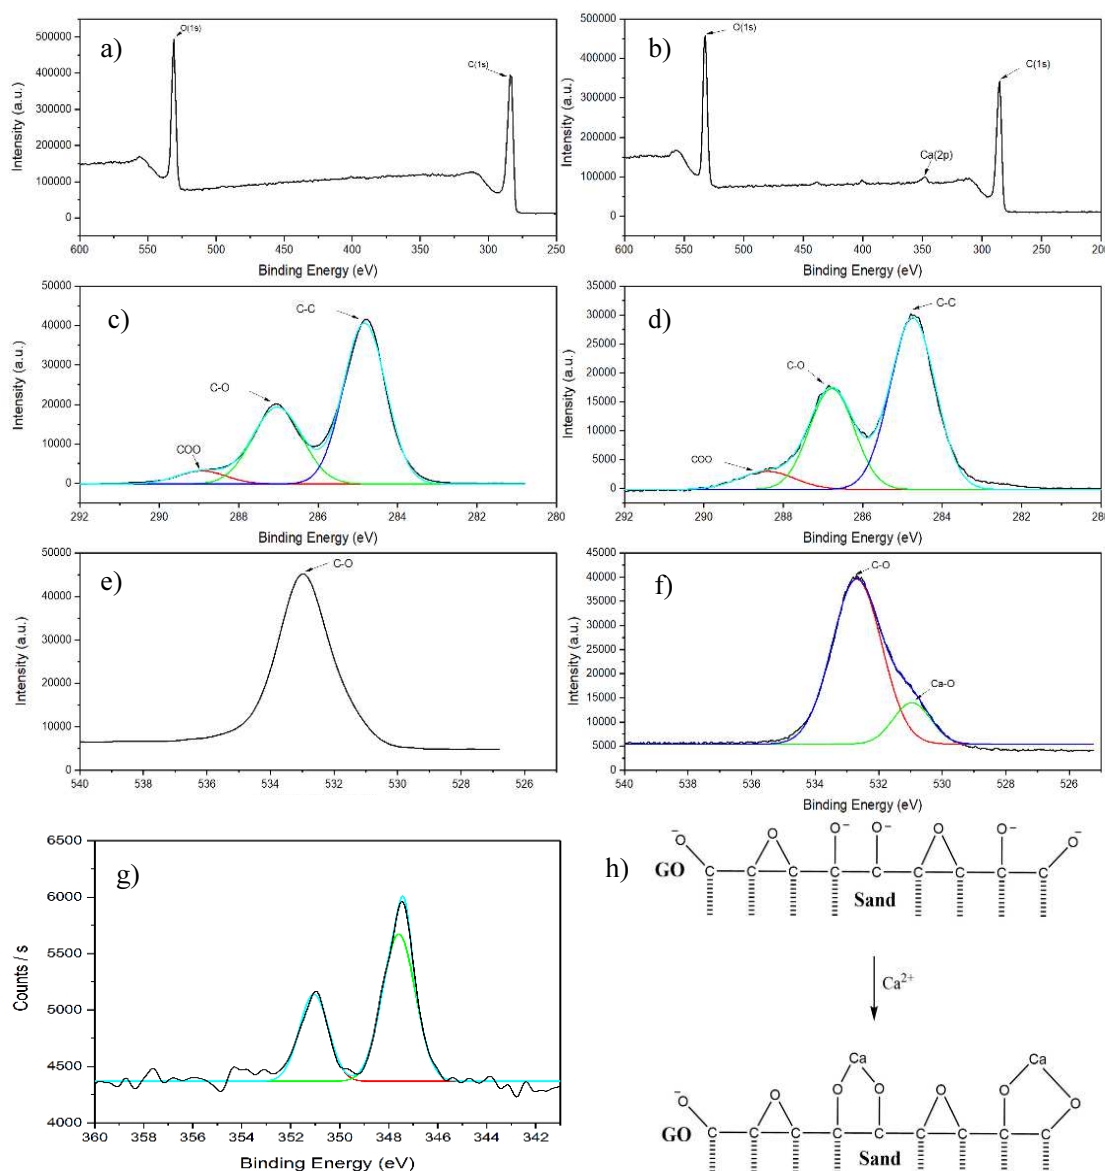 a)
O(1s)
C(1s)
500000
400000
300000
200000
100000
0
Intensity (a.u.)
600 550 500 450 400 350 300 250
Binding Energy (eV)
b)
O(1s)
C(1s)
Ca(2p)
500000
400000
300000
200000
100000
0
Intensity (a.u.)
600 550 500 450 400 350 300 250 200
Binding Energy (eV)
c)
C-C
C-O
COO
50000
40000
30000
20000
10000
0
Intensity (a.u.)
292 290 288 286 284 282 280
Binding Energy (eV)
d)
C-C
C-O
COO
35000
30000
25000
20000
15000
10000
5000
0
Intensity (a.u.)
292 290 288 286 284 282 280
Binding Energy (eV)
e)
C-O
50000
40000
30000
20000
10000
0
Intensity (a.u.)
540 538 536 534 532 530 528 526
Binding Energy (eV)
f)
C-O
Ca-O
45000
40000
35000
30000
25000
20000
15000
10000
5000
0
Intensity (a.u.)
540 538 536 534 532 530 528 526
Binding Energy (eV)
g)
6500
6000
5500
5000
4500
4000
Counts / s
360 358 356 354 352 350 348 346 344 342
Binding Energy (eV)
h)
⁻O O O⁻ O⁻ O O⁻ O⁻
GO C C C C C C C C C
Sand
Ca²⁺
Ca Ca
⁻O O O O O O O
GO C C C C C C C C C
Sand